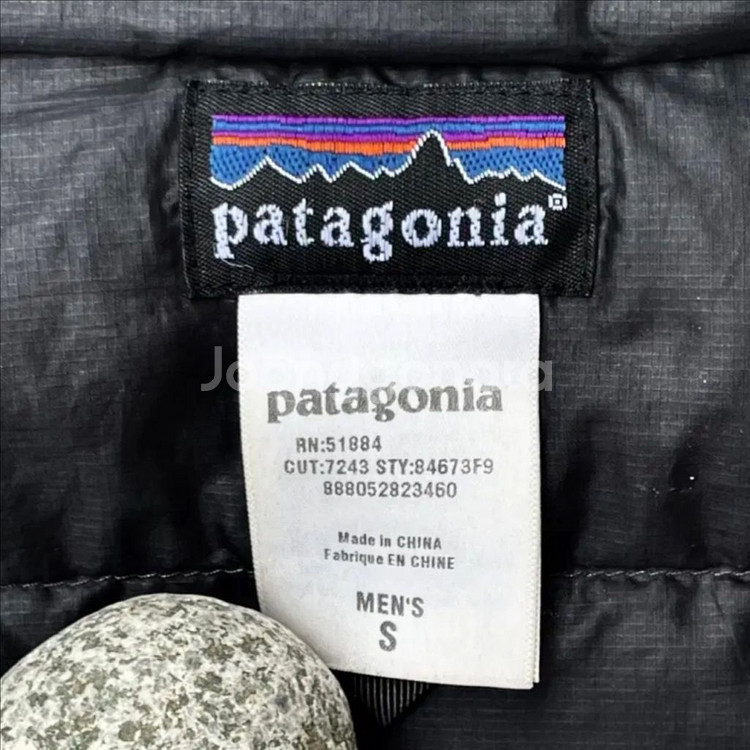 patagonia®
patagonia
RN:51884
CUT:7243 STY:84673F9
888052823460
Made in CHINA
Fabrique EN CHINE
MEN'S
S